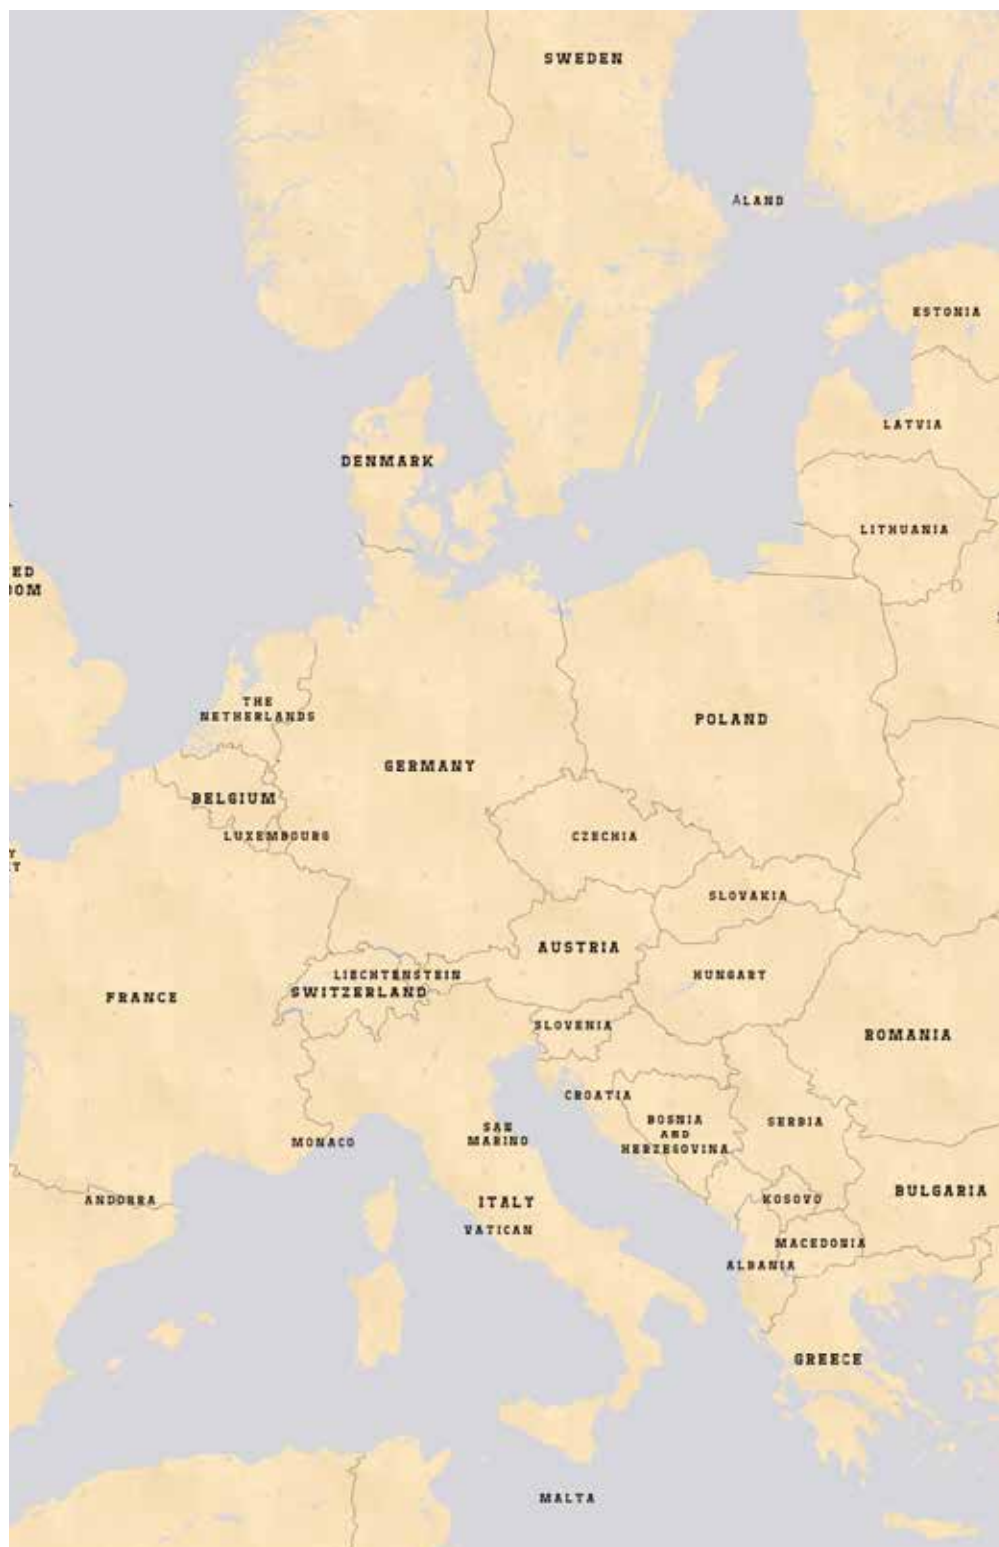 SWEDEN
ALAND
ESTONIA
LATVIA
DENMARK
LITHUANIA
ED
DOM
THE
NETHERLANDS
POLAND
GERMANY
BELGIUM
LUXEMBOURG
CZECHIA
Y
T
SLOVAKIA
AUSTRIA
LIECHTENSTEIN
HUNGARY
SWITZERLAND
FRANCE
SLOVENIA
ROMANIA
CROATIA
BOSNIA
AND
HERZEGOVINA
SERBIA
SAN
MARINO
MONACO
BULGARIA
ANDORRA
KOSOVO
ITALY
VATICAN
MACEDONIA
ALBANIA
GREECE
MALTA